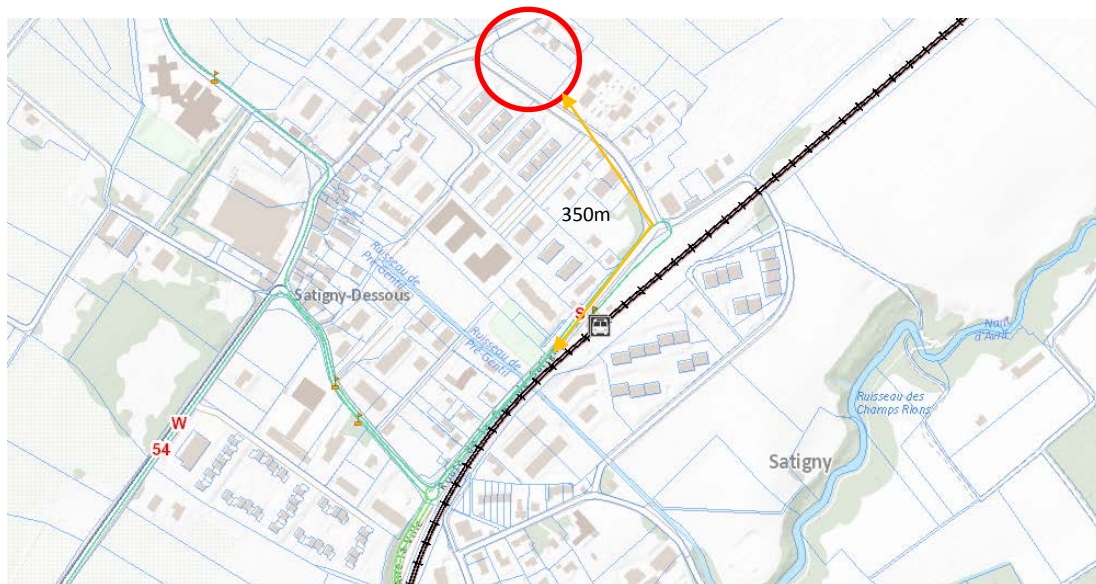 350m
Ruisseau de
Pré-Gentil
Satigny-Dessous
S
Ruisseau de
Pré-Gentil
Nant
d'Avril
Ruisseau des
Champs Rions
W
54
Satigny